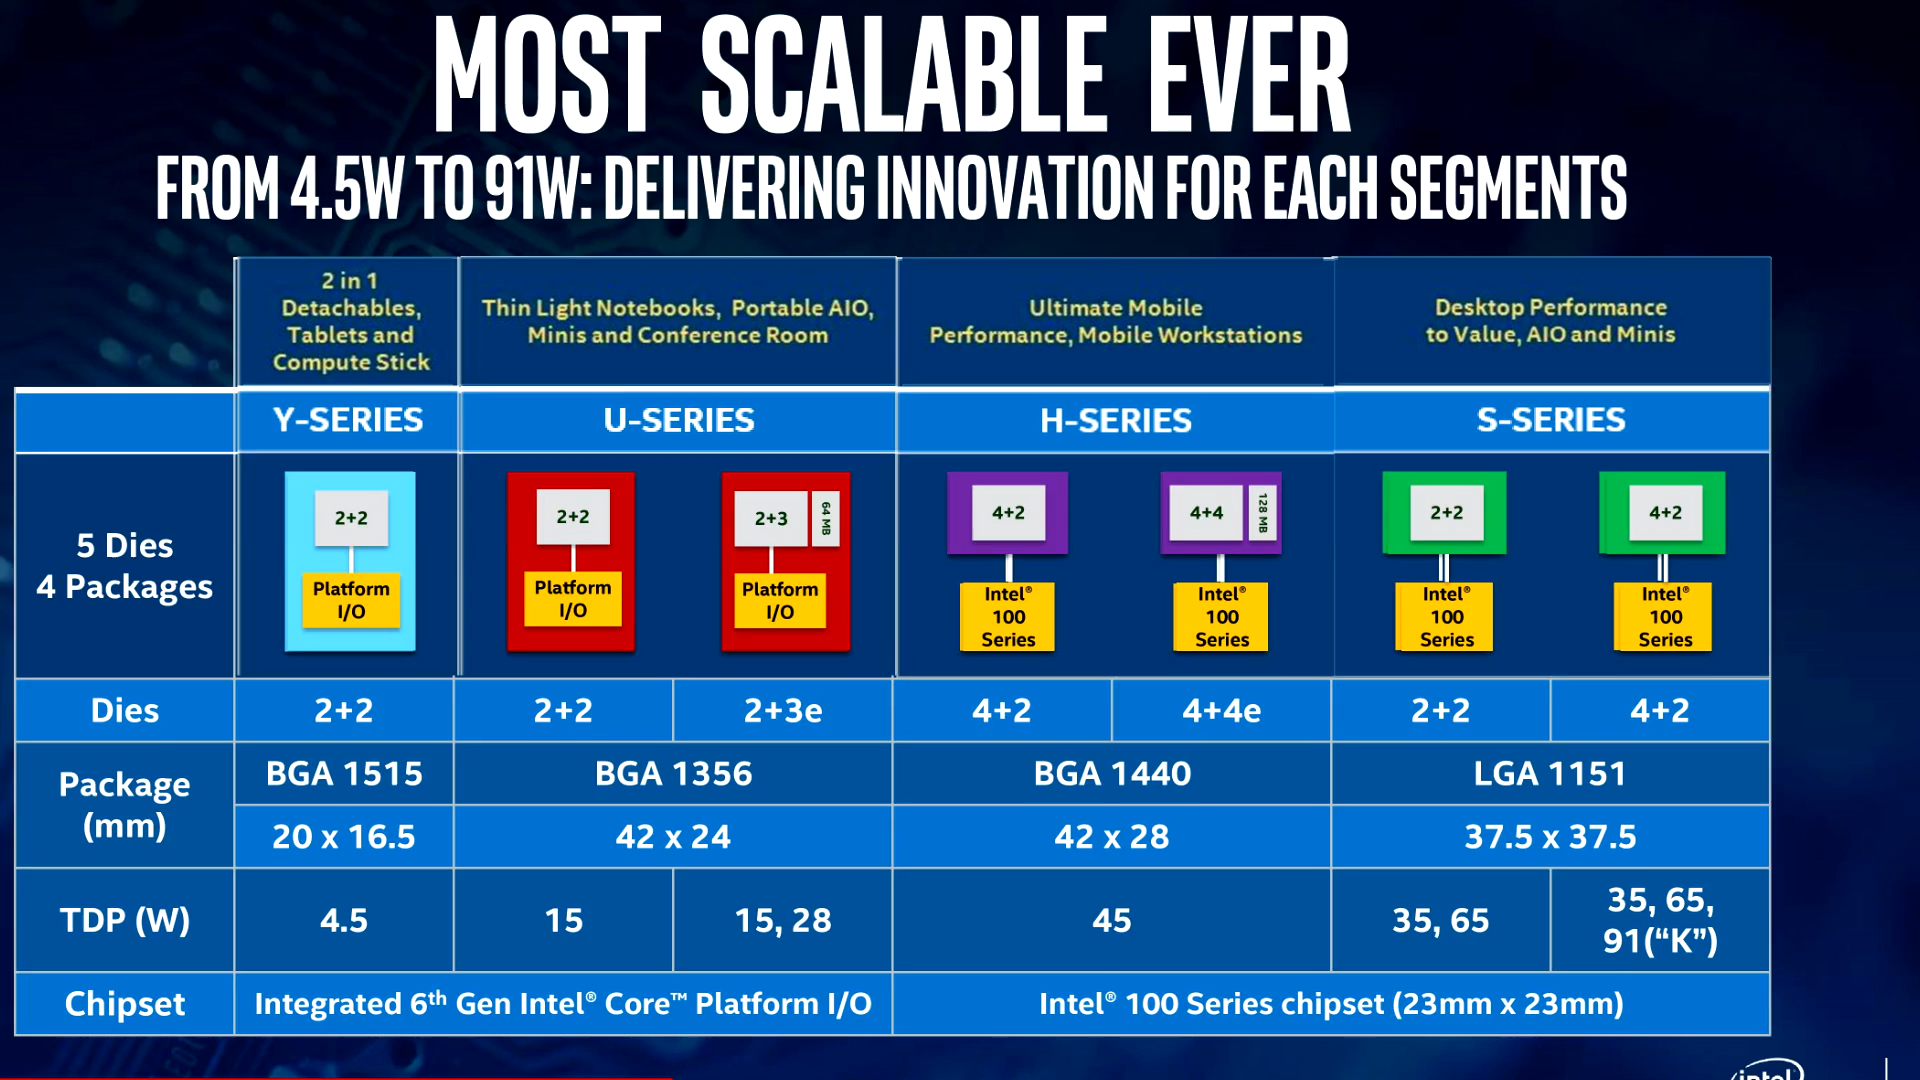 MOST SCALABLE EVER
FROM 4.5W TO 91W: DELIVERING INNOVATION FOR EACH SEGMENTS
2 in 1
Detachables,
Tablets and
Compute Stick
Thin Light Notebooks, Portable AIO,
Minis and Conference Room
Ultimate Mobile
Performance, Mobile Workstations
Desktop Performance
to Value, AIO and Minis
Y-SERIES
U-SERIES
H-SERIES
S-SERIES
5 Dies
4 Packages
2+2
Platform
I/O
2+2
Platform
I/O
2+3
64 MB
Platform
I/O
4+2
Intel®
100
Series
4+4
128 MB
Intel®
100
Series
2+2
Intel®
100
Series
4+2
Intel®
100
Series
Dies
2+2
2+2
2+3e
4+2
4+4e
2+2
4+2
Package
(mm)
BGA 1515
BGA 1356
BGA 1440
LGA 1151
20 x 16.5
42 x 24
42 x 28
37.5 x 37.5
TDP (W)
4.5
15
15, 28
45
35, 65
35, 65,
91(“K”)
Chipset
Integrated 6th Gen Intel® Core™ Platform I/O
Intel® 100 Series chipset (23mm x 23mm)
intel